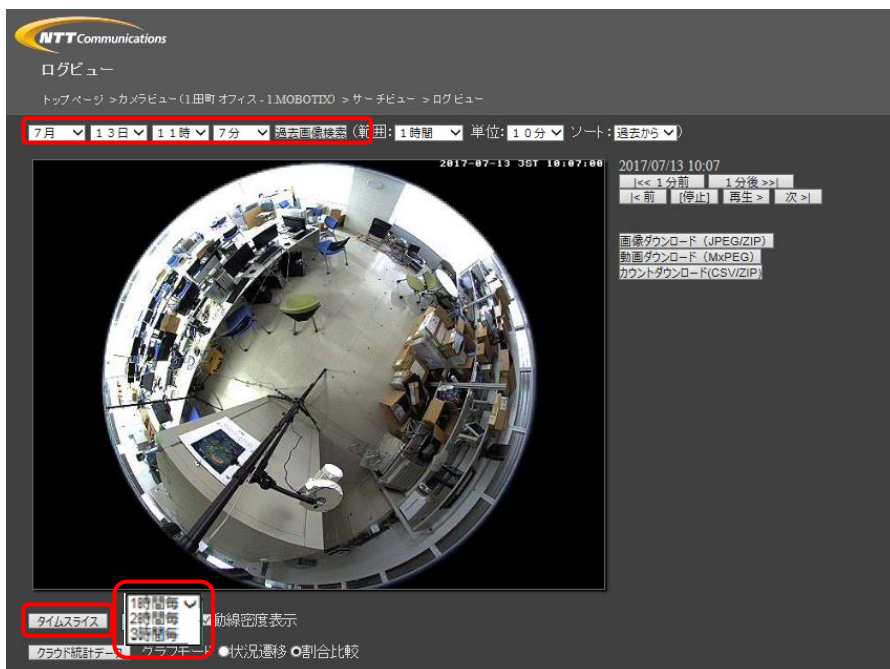 NTT Communications
ログビュー
トップページ >カメラビュー(1.田町オフィス - 1.MOBOTIX) >サーチビュー >ログビュー
7月 13日 11時 7分 過去画像検索 (範囲: 1時間 単位: 10分 ソート: 過去から)
2017-07-13 JST 10:07:00
2017/07/13 10:07
|<< 1分前 1分後 >>|
|< 前 [停止] 再生 > 次 >|
画像ダウンロード（JPEG/ZIP）
動画ダウンロード（MxPEG）
カウントダウンロード(CSV/ZIP)
1時間毎
タイムスライス 2時間毎 動線密度表示
3時間毎
クラウド統計データ グラフモード 状況遷移 割合比較